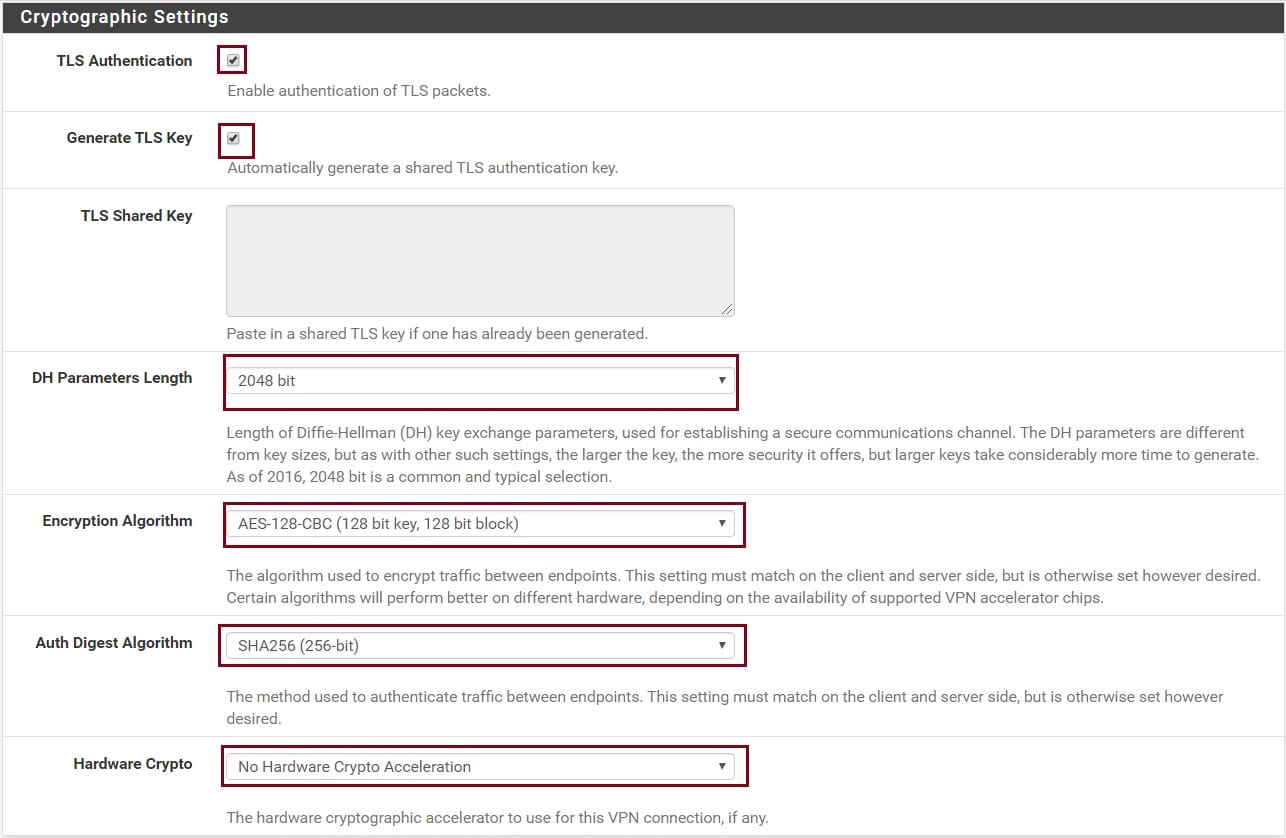 Cryptographic Settings
TLS Authentication
Enable authentication of TLS packets.
Generate TLS Key
Automatically generate a shared TLS authentication key.
TLS Shared Key
Paste in a shared TLS key if one has already been generated.
DH Parameters Length
2048 bit
Length of Diffie-Hellman (DH) key exchange parameters, used for establishing a secure communications channel. The DH parameters are different
from key sizes, but as with other such settings, the larger the key, the more security it offers, but larger keys take considerably more time to generate.
As of 2016, 2048 bit is a common and typical selection.
Encryption Algorithm
AES-128-CBC (128 bit key, 128 bit block)
The algorithm used to encrypt traffic between endpoints. This setting must match on the client and server side, but is otherwise set however desired.
Certain algorithms will perform better on different hardware, depending on the availability of supported VPN accelerator chips.
Auth Digest Algorithm
SHA256 (256-bit)
The method used to authenticate traffic between endpoints. This setting must match on the client and server side, but is otherwise set however
desired.
Hardware Crypto
No Hardware Crypto Acceleration
The hardware cryptographic accelerator to use for this VPN connection, if any.